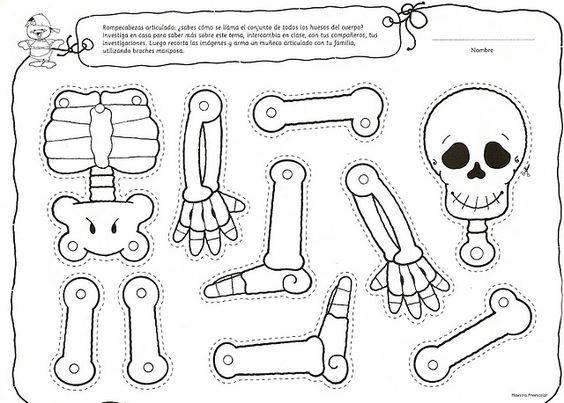 Rompecabezas articulado: ¿sabes cómo se llama el conjunto de todos los huesos del cuerpo?
Investiga en casa para saber más sobre este tema, intercambia en clase, con tus compañeros, tus
investigaciones. Luego recorta las imágenes y arma un muñeco articulado con tu familia,
utilizando broches mariposa.
Nombre
Maestra Preescolar